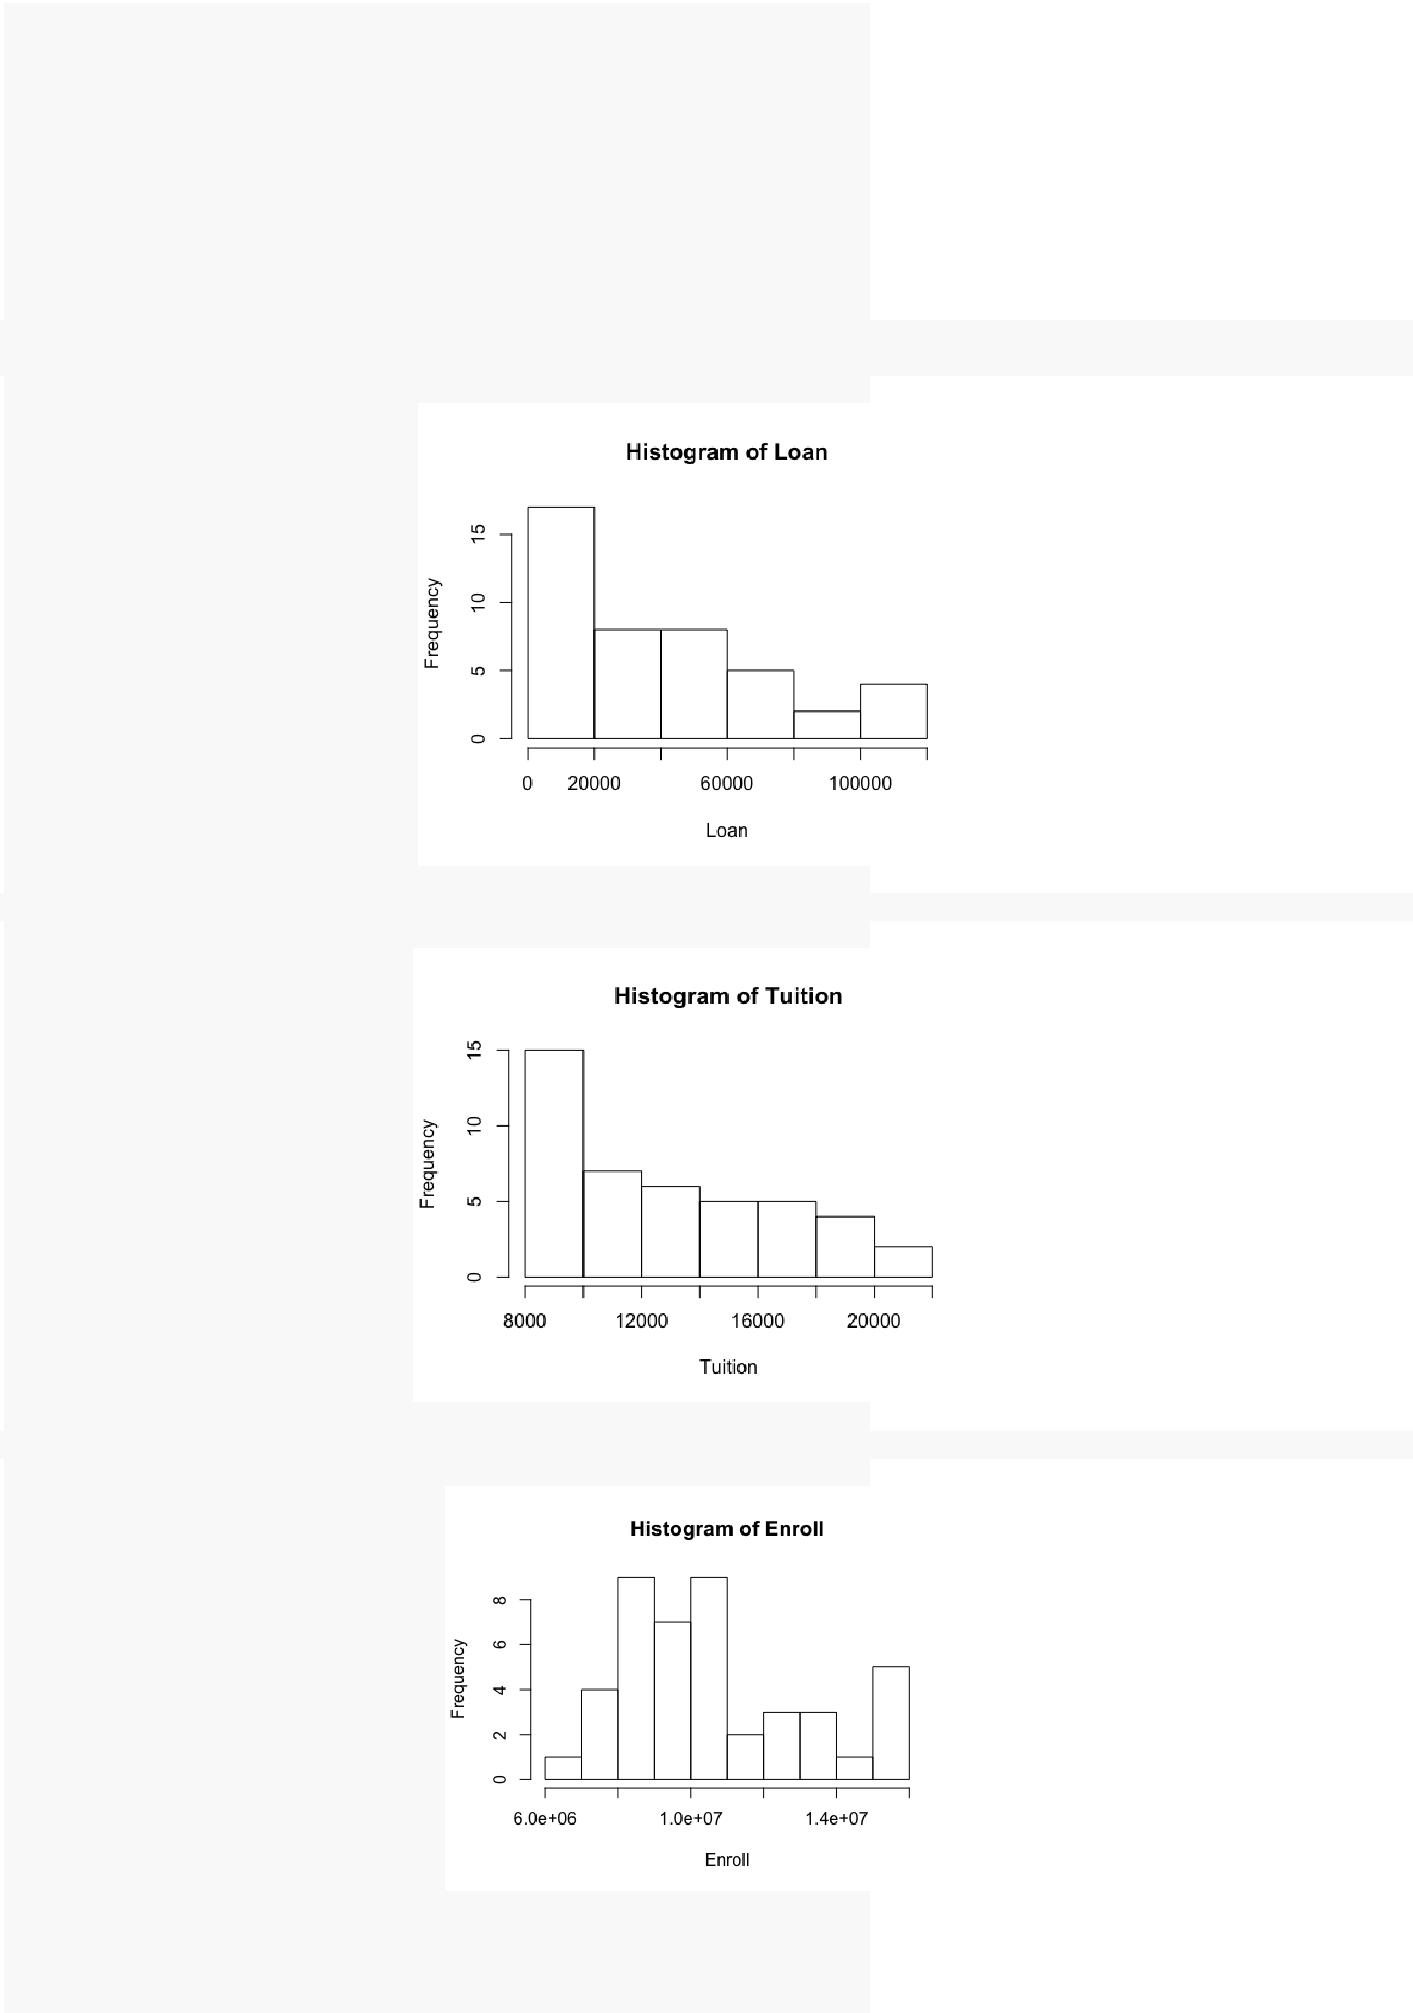 Histogram of Loan
Frequency
15
10
5
0
0 20000 60000 100000
Loan
Histogram of Tuition
Frequency
15
10
5
0
8000 12000 16000 20000
Tuition
Histogram of Enroll
Frequency
8
6
4
2
0
6.0e+06 1.0e+07 1.4e+07
Enroll